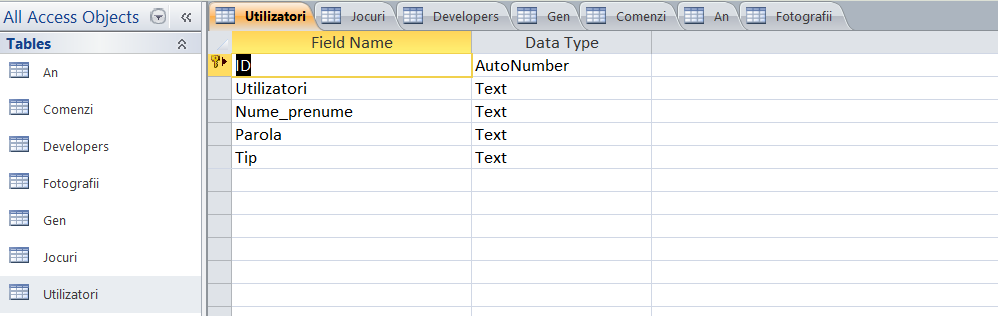 All Access Objects
Utilizatori Jocuri Developers Gen Comenzi An Fotografii
Tables
An
Comenzi
Developers
Fotografii
Gen
Jocuri
Utilizatori
Field Name Data Type
ID AutoNumber
Utilizatori Text
Nume_prenume Text
Parola Text
Tip Text